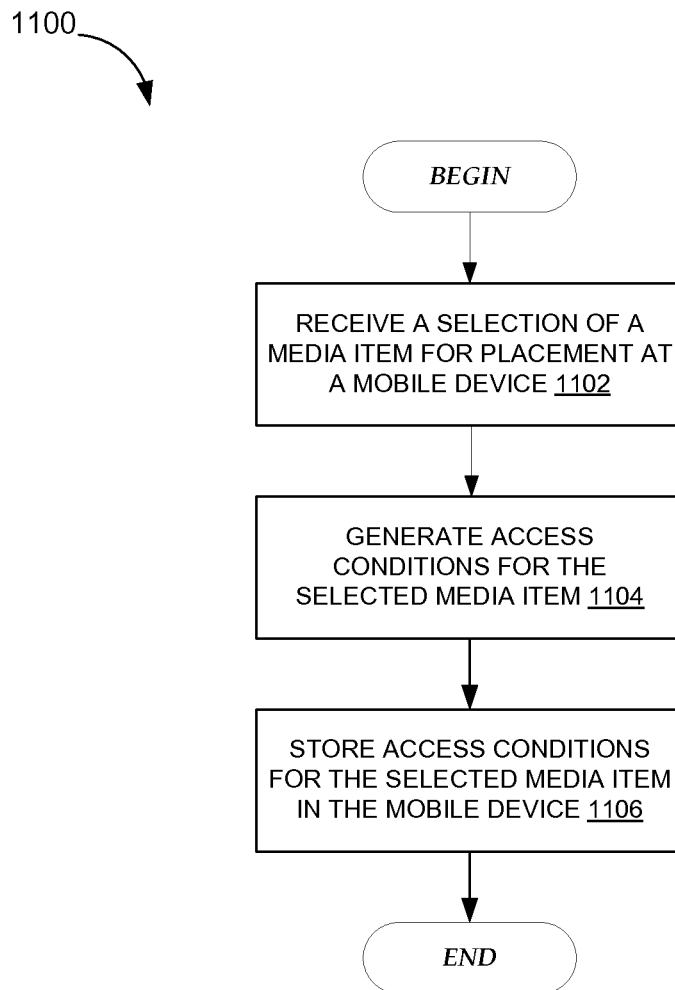 1100
BEGIN
RECEIVE A SELECTION OF A
MEDIA ITEM FOR PLACEMENT AT
A MOBILE DEVICE 1102
GENERATE ACCESS
CONDITIONS FOR THE
SELECTED MEDIA ITEM 1104
STORE ACCESS CONDITIONS
FOR THE SELECTED MEDIA ITEM
IN THE MOBILE DEVICE 1106
END